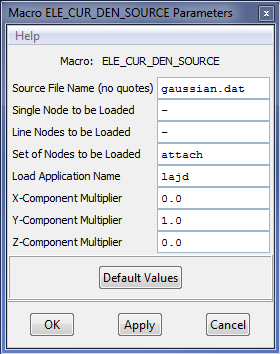 Macro ELE_CUR_DEN_SOURCE Parameters
Help
Macro: ELE_CUR_DEN_SOURCE
Source File Name (no quotes) gaussian.dat
Single Node to be Loaded -
Line Nodes to be Loaded -
Set of Nodes to be Loaded attach
Load Application Name lajd
X-Component Multiplier 0.0
Y-Component Multiplier 1.0
Z-Component Multiplier 0.0
Default Values
OK Apply Cancel